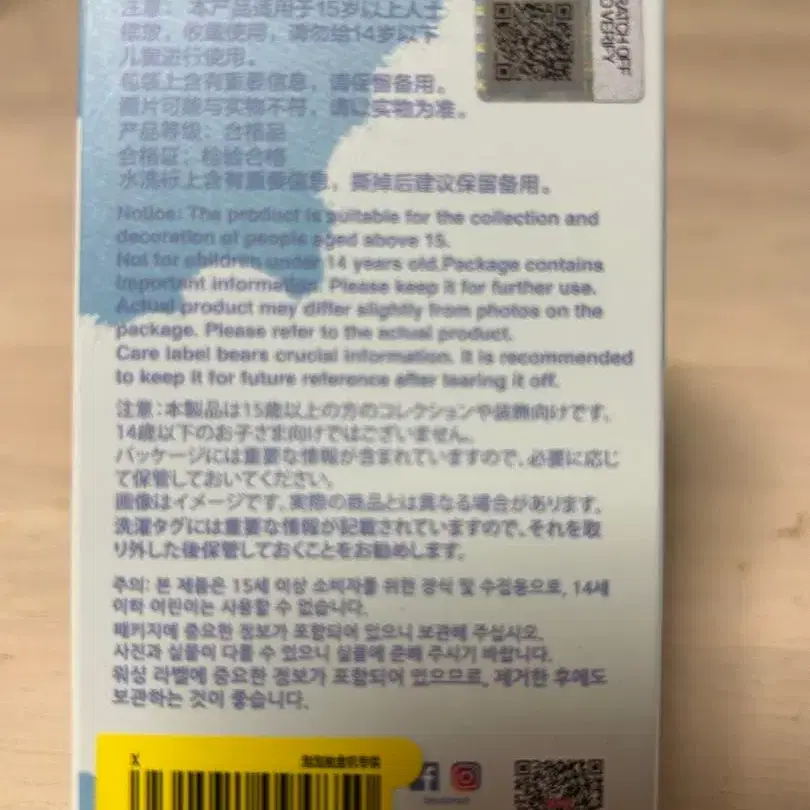 注意：本产品适用于15岁以上人士
摆放，收藏使用，请勿给14岁以下
儿童进行使用。
包装上含有重要信息，请保留备用。
图片可能与实物不符，请以实物为准。
产品等级：合格品
合格证：检验合格
水洗标上含有重要信息，撕掉后建议保留备用。
SCRATCH OFF
TO VERIFY
Notice: The product is suitable for the collection and
decoration of people aged above 15.
Not for children under 14 years old.Package contains
important information. Please keep it for further use.
Actual product may differ slightly from photos on the
package. Please refer to the actual product.
Care label bears crucial information. It is recommended
to keep it for future reference after tearing it off.
注意：本製品は15歳以上の方のコレクションや装飾向けです。
14歳以下のお子さま向けではございません。
パッケージには重要な情報が含まれていますので、必要に応じ
て保管しておいてください。
画像はイメージです。実際の商品とは異なる場合があります。
洗濯タグには重要な情報が記載されていますので、それを取
り外した後保管しておくことをお勧めします。
주의: 본 제품은 15세 이상 소비자를 위한 장식 및 수집용으로, 14세
이하 어린이는 사용할 수 없습니다.
패키지에 중요한 정보가 포함되어 있으니 보관해 주십시오.
사진과 실물이 다를 수 있으니 실물에 준해 주시기 바랍니다.
워싱 라벨에 중요한 정보가 포함되어 있으므로, 제거한 후에도
보관하는 것이 좋습니다.
X